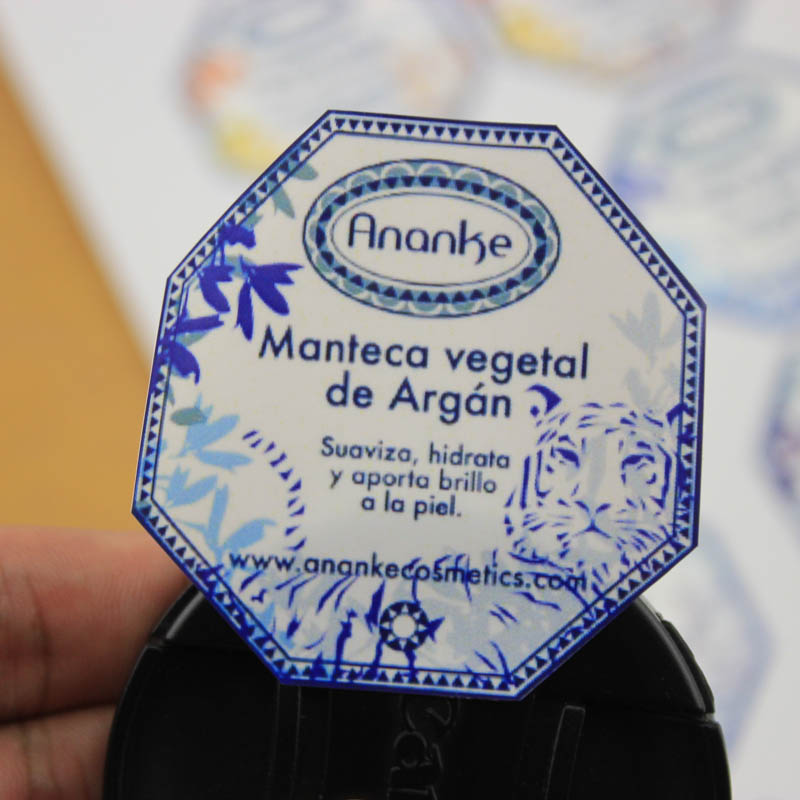 Ananke
Manteca vegetal
de Argán
Suaviza, hidrata
y aporta brillo
a la piel.
www.anankecosmetics.com